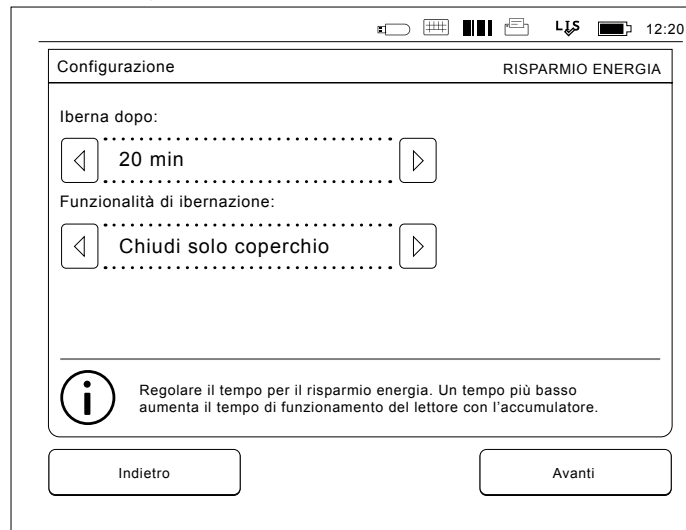 LIS 12:20
Configurazione RISPARMIO ENERGIA
Iberna dopo:
20 min
Funzionalità di ibernazione:
Chiudi solo coperchio
Regolare il tempo per il risparmio energia. Un tempo più basso
aumenta il tempo di funzionamento del lettore con l’accumulatore.
Indietro Avanti